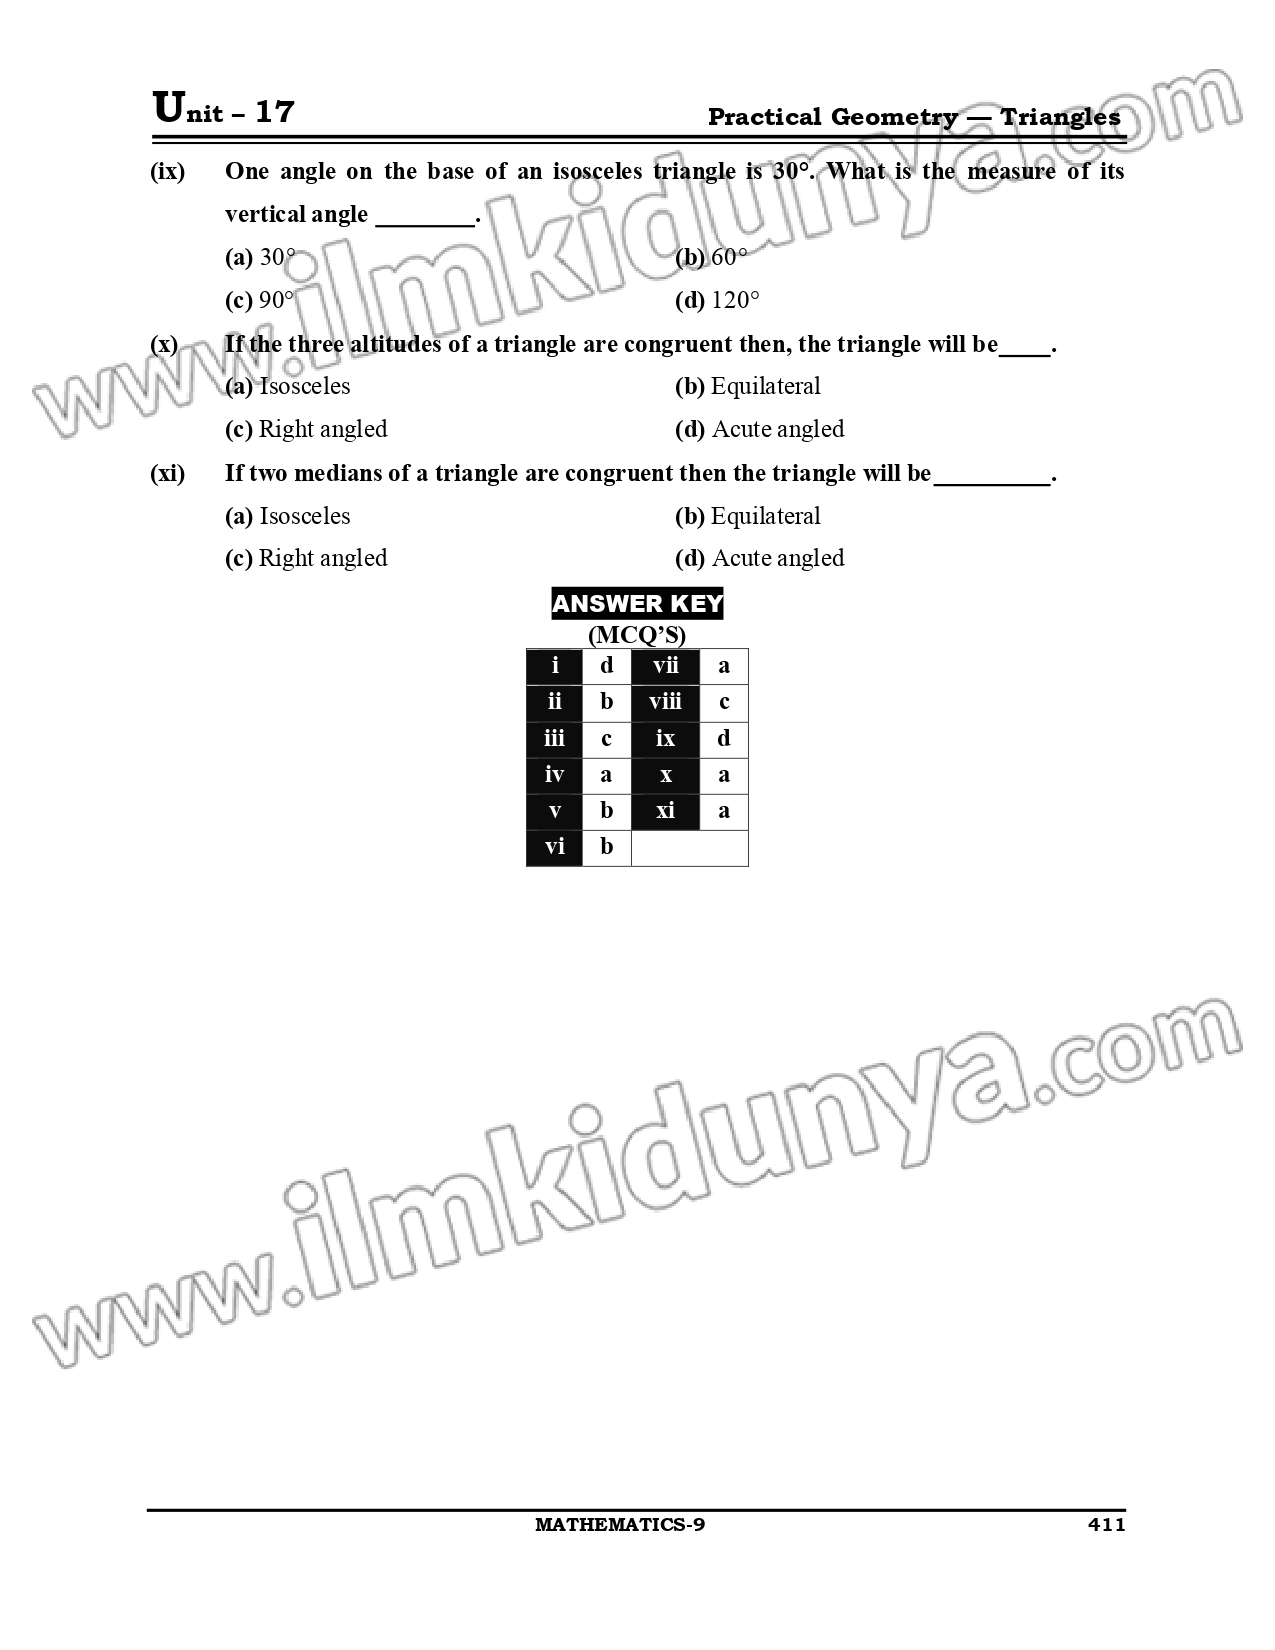 Unit – 17 Practical Geometry — Triangles
(ix) One angle on the base of an isosceles triangle is 30°. What is the measure of its
vertical angle ________.
(a) 30° (b) 60°
(c) 90° (d) 120°
(x) If the three altitudes of a triangle are congruent then, the triangle will be____.
(a) Isosceles (b) Equilateral
(c) Right angled (d) Acute angled
(xi) If two medians of a triangle are congruent then the triangle will be_________.
(a) Isosceles (b) Equilateral
(c) Right angled (d) Acute angled
ANSWER KEY
(MCQ’S)
i d vii a
ii b viii c
iii c ix d
iv a x a
v b xi a
vi b
MATHEMATICS-9 411
www.ilmkidunya.com
www.ilmkidunya.com